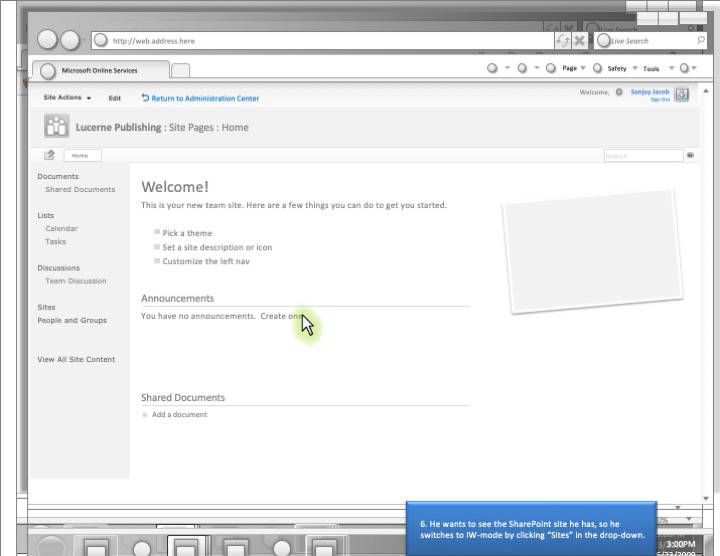 Live Search
http://web.address.here
Live Search
Microsoft Online Services
Page
Safety
Tools
Site Actions
Edit
Return to Administration Center
Welcome,
Sanjay Jacob
Sign Out
Lucerne Publishing : Site Pages : Home
Home
Search
Documents
Shared Documents
Lists
Calendar
Tasks
Discussions
Team Discussion
Sites
People and Groups
View All Site Content
Welcome!
This is your new team site. Here are a few things you can do to get you started.
Pick a theme
Set a site description or icon
Customize the left nav
Announcements
You have no announcements. Create one
Shared Documents
Add a document
6. He wants to see the SharePoint site he has, so he
switches to IW-mode by clicking "Sites" in the drop-down.
3:00PM